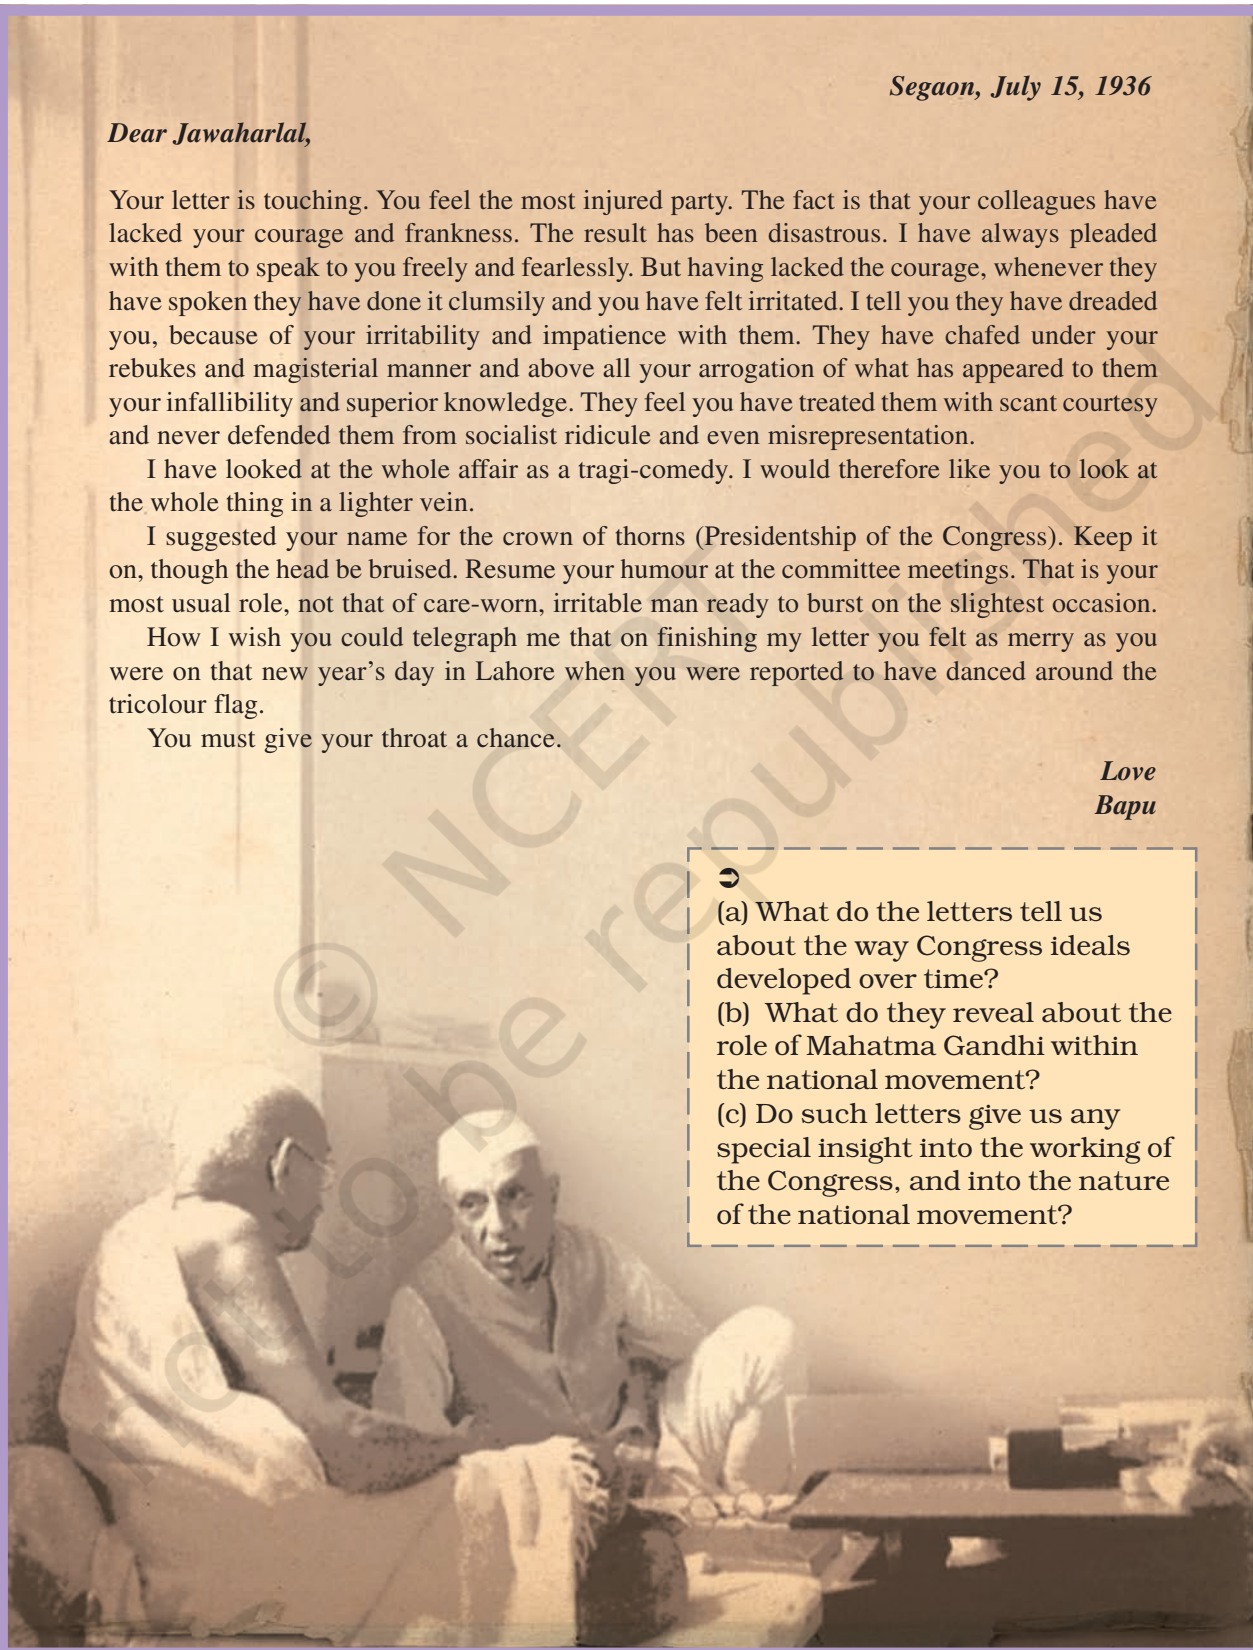 Segaon, July 15, 1936
Dear Jawaharlal,
Your letter is touching. You feel the most injured party. The fact is that your colleagues have
lacked your courage and frankness. The result has been disastrous. I have always pleaded
with them to speak to you freely and fearlessly. But having lacked the courage, whenever they
have spoken they have done it clumsily and you have felt irritated. I tell you they have dreaded
you, because of your irritability and impatience with them. They have chafed under your
rebukes and magisterial manner and above all your arrogation of what has appeared to them
your infallibility and superior knowledge. They feel you have treated them with scant courtesy
and never defended them from socialist ridicule and even misrepresentation.
I have looked at the whole affair as a tragi-comedy. I would therefore like you to look at
the whole thing in a lighter vein.
I suggested your name for the crown of thorns (Presidentship of the Congress). Keep it
on, though the head be bruised. Resume your humour at the committee meetings. That is your
most usual role, not that of care-worn, irritable man ready to burst on the slightest occasion.
How I wish you could telegraph me that on finishing my letter you felt as merry as you
were on that new year's day in Lahore when you were reported to have danced around the
tricolour flag.
You must give your throat a chance.
Love
Bapu
➲
(a) What do the letters tell us
about the way Congress ideals
developed over time?
(b) What do they reveal about the
role of Mahatma Gandhi within
the national movement?
(c) Do such letters give us any
special insight into the working of
the Congress, and into the nature
of the national movement?
© NCERT
not to be republished